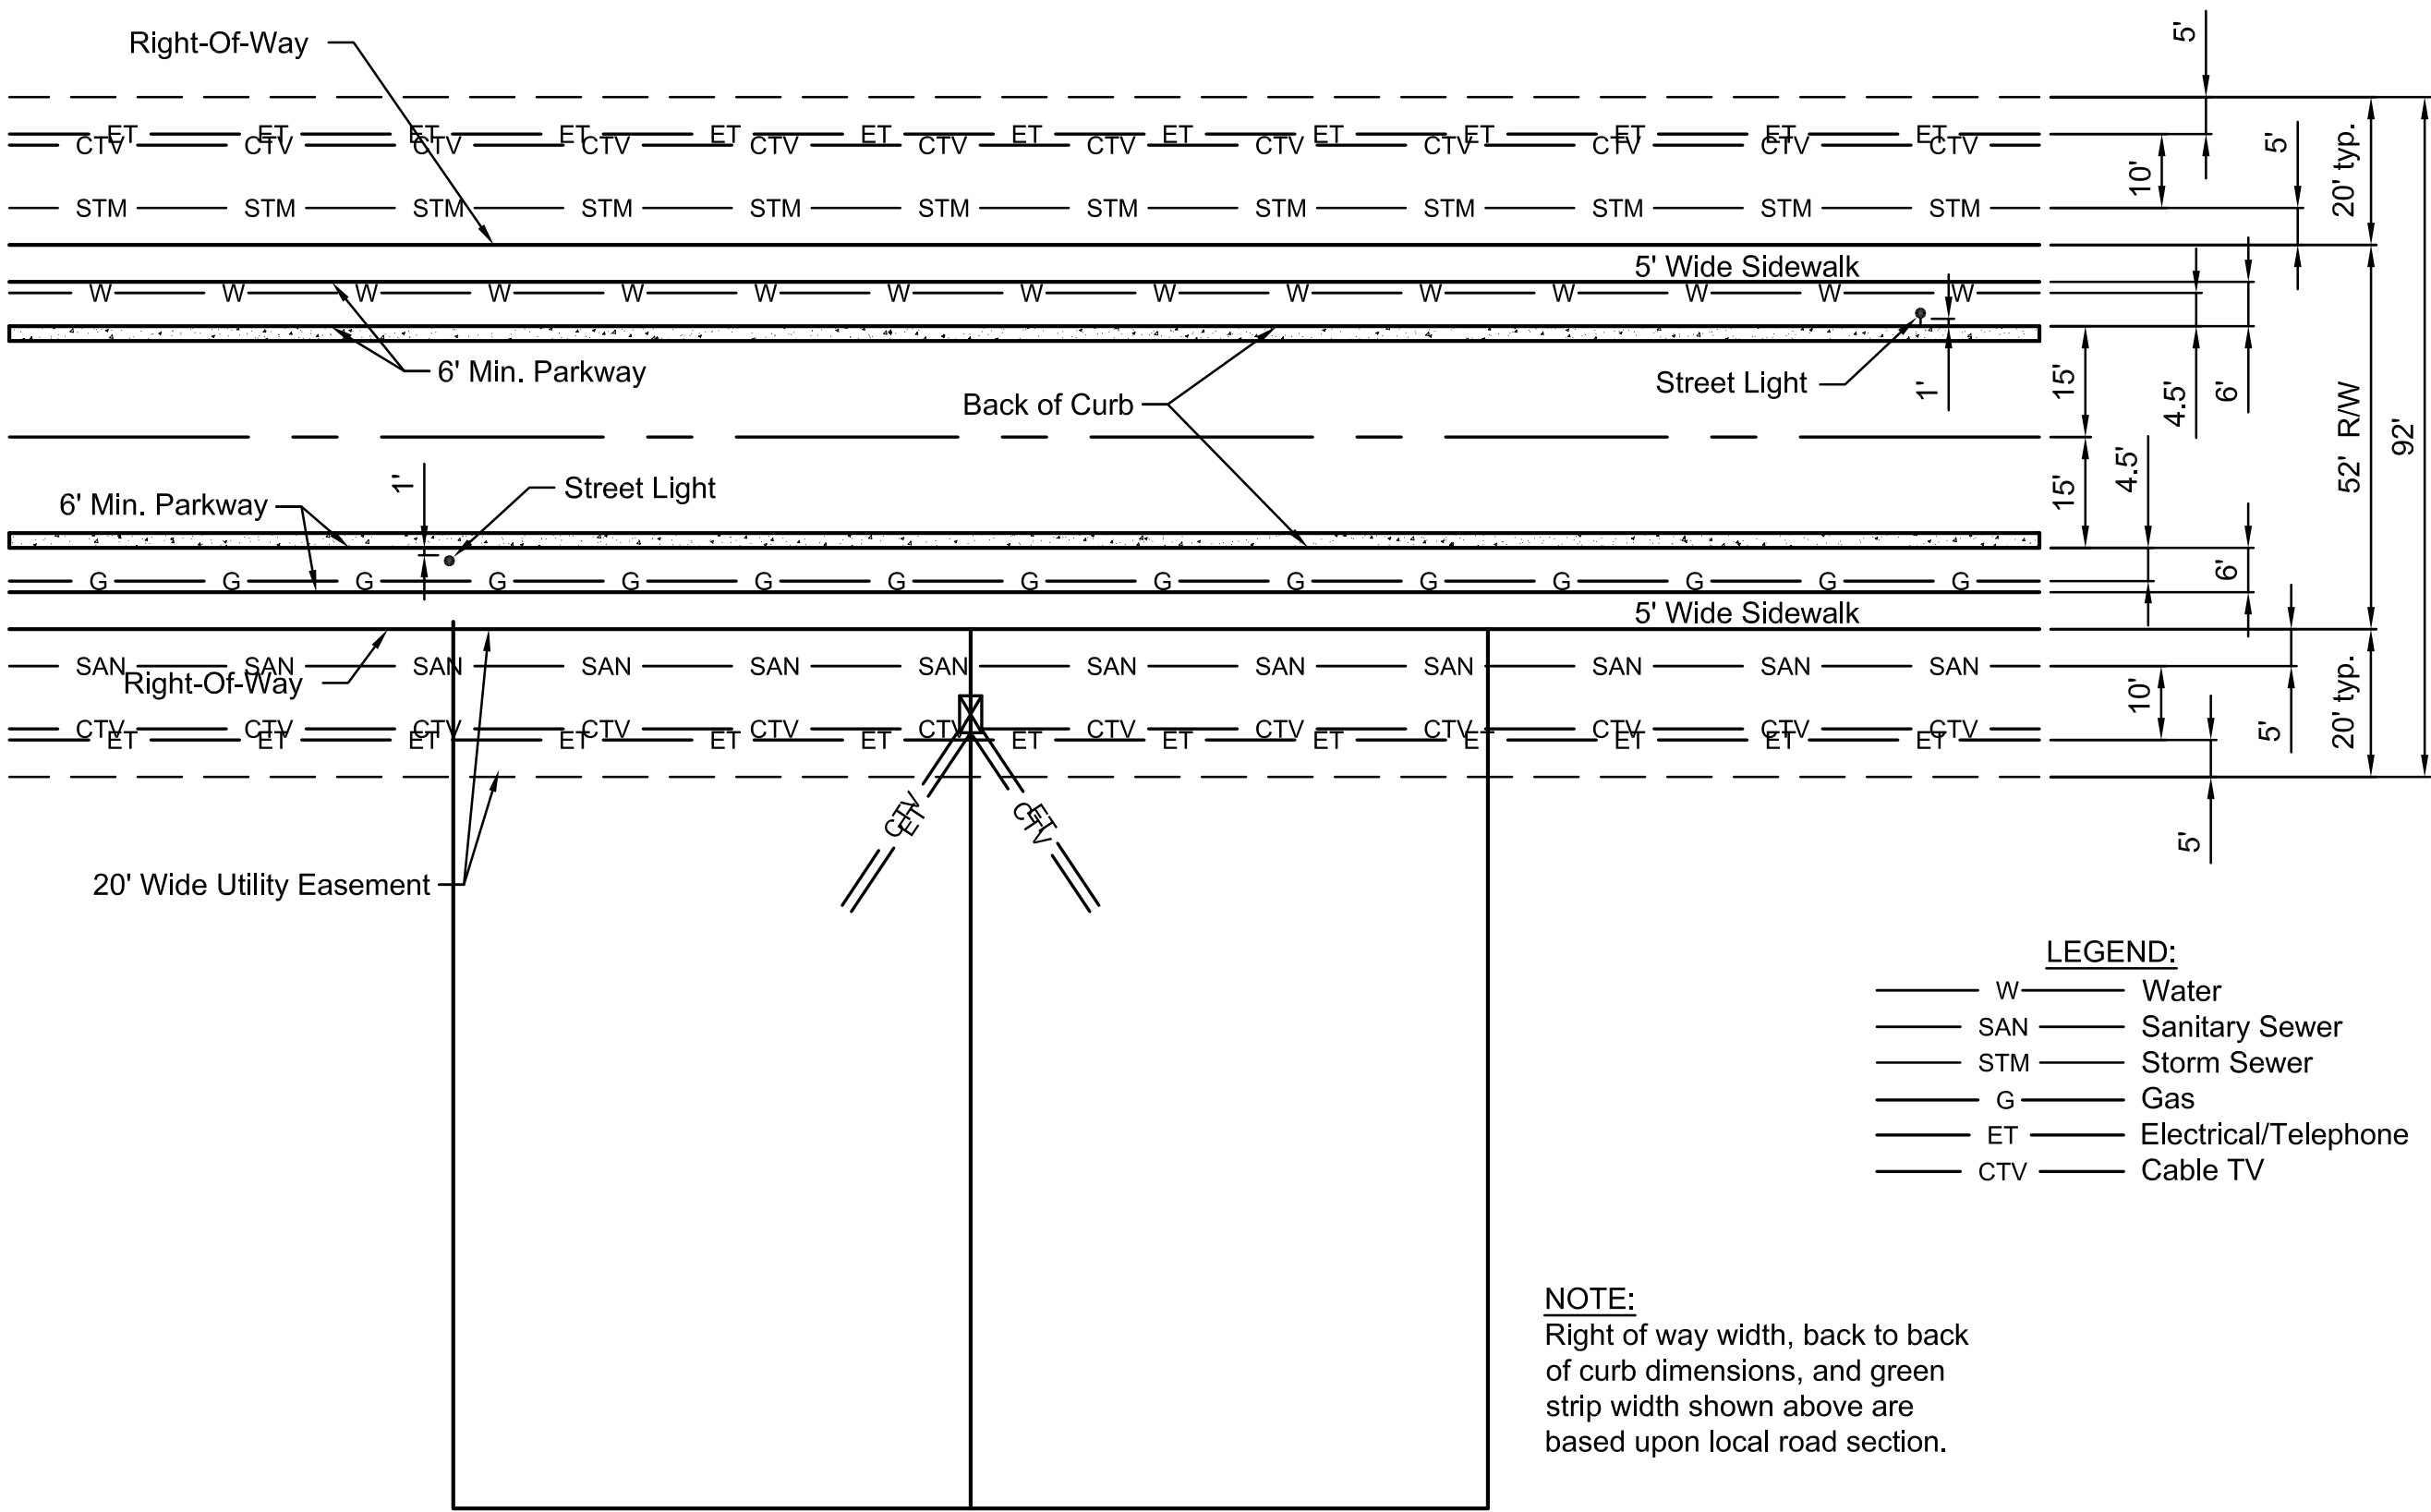 Right-Of-Way
5'
ET ET ET ET ET ET ET ET ET ET ET ET ET
CTV CTV CTV CTV CTV CTV CTV CTV CTV CTV CTV CTV
10'
5'
20' typ.
STM STM STM STM STM STM STM STM STM STM STM STM
5' Wide Sidewalk
W W W W W W W W W W W W W W W
6' Min. Parkway
Back of Curb
Street Light
1'
15'
4.5'
6'
52' R/W
92'
6' Min. Parkway
1'
Street Light
15'
4.5'
6'
G G G G G G G G G G G G G G G
5' Wide Sidewalk
SAN SAN SAN SAN SAN SAN SAN SAN SAN SAN SAN SAN
Right-Of-Way
10'
5'
20' typ.
CTV CTV CTV CTV CTV CTV CTV CTV CTV CTV CTV CTV
ET ET ET ET ET ET ET ET ET ET ET ET ET
CTV
ET
ET
CTV
5'
20' Wide Utility Easement
LEGEND:
W Water
SAN Sanitary Sewer
STM Storm Sewer
G Gas
ET Electrical/Telephone
CTV Cable TV
NOTE:
Right of way width, back to back
of curb dimensions, and green
strip width shown above are
based upon local road section.